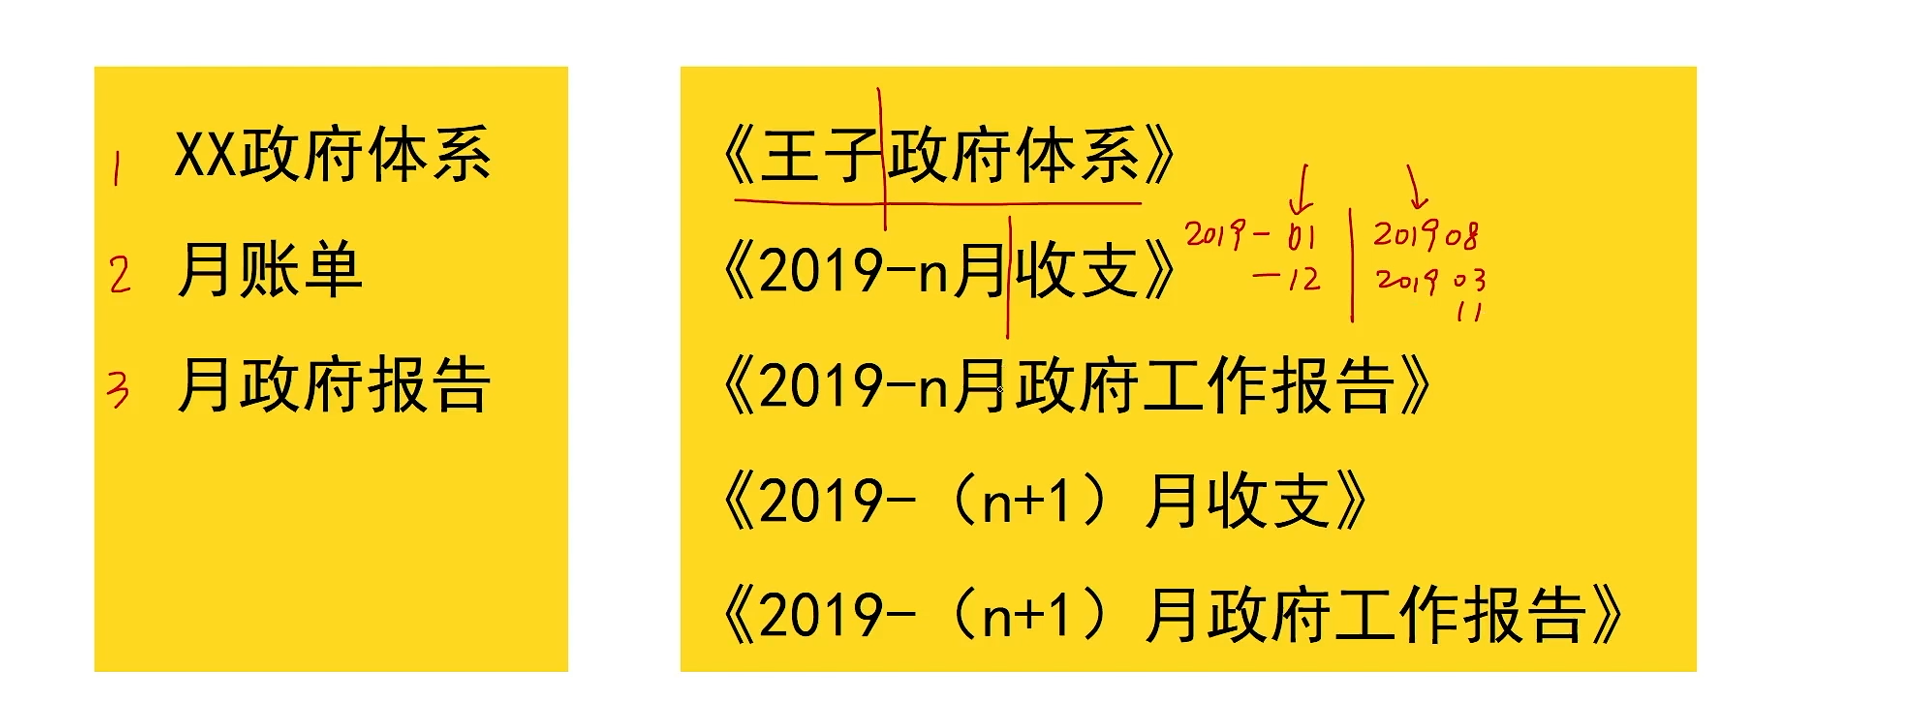 1 XX政府体系
2 月账单
3 月政府报告
《王子政府体系》
《2019-n月收支》
2019-01
-12
201908
201903
11
《2019-n月政府工作报告》
《2019-（n+1）月收支》
《2019-（n+1）月政府工作报告》